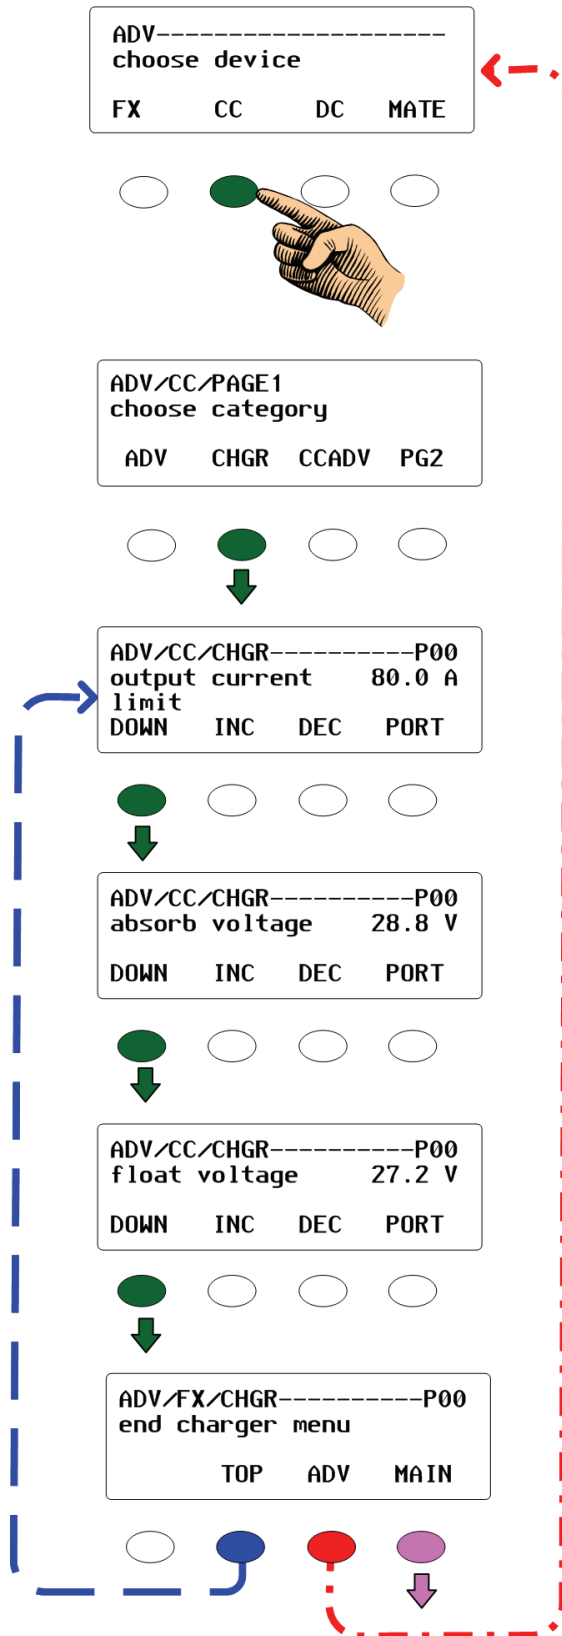 ADV--------------------
choose device
FX CC DC MATE
ADV/CC/PAGE1
choose category
ADV CHGR CCADV PG2
ADV/CC/CHGR----------P00
output current 80.0 A
limit
DOWN INC DEC PORT
ADV/CC/CHGR----------P00
absorb voltage 28.8 V
DOWN INC DEC PORT
ADV/CC/CHGR----------P00
float voltage 27.2 V
DOWN INC DEC PORT
ADV/FX/CHGR----------P00
end charger menu
TOP ADV MAIN